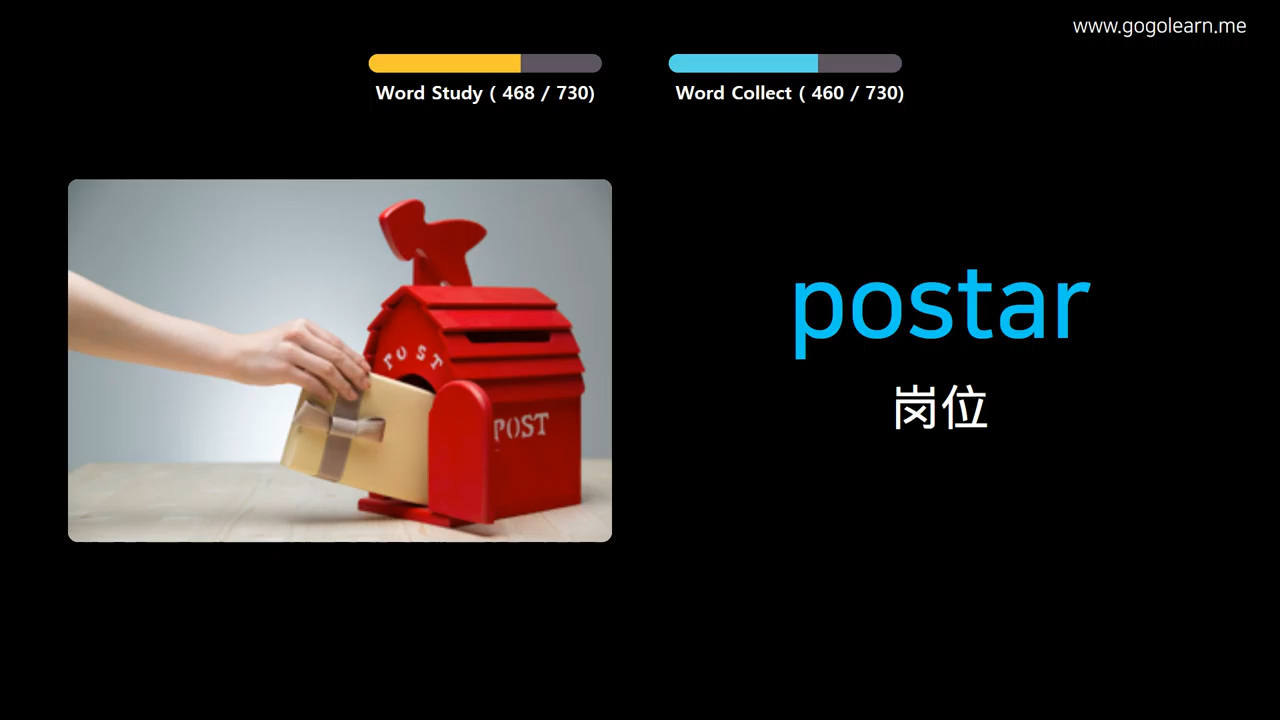 www.gogolearn.me
Word Study ( 468 / 730)
Word Collect ( 460 / 730)
POST
POST
postar
岗位